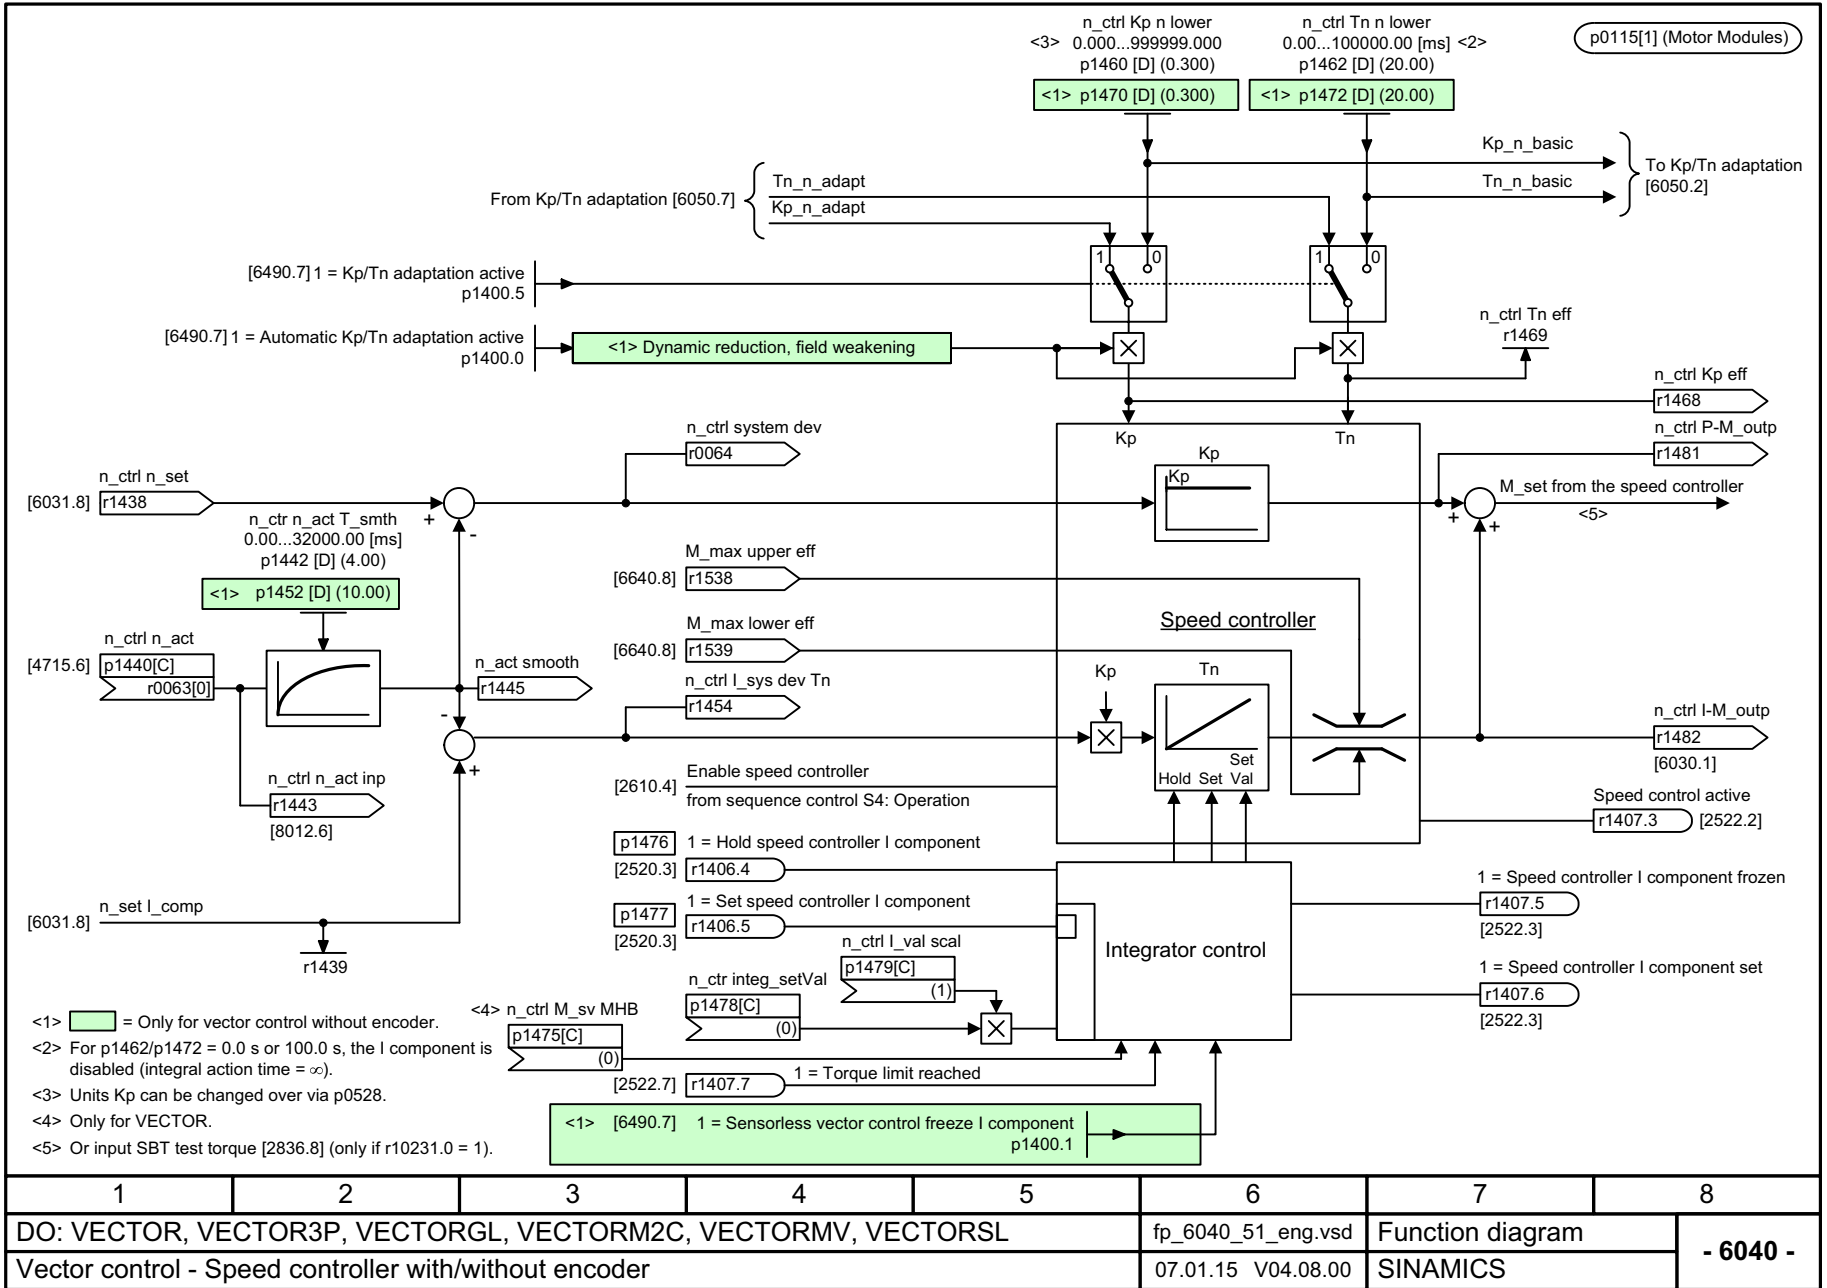 n_ctrl Kp n lower
<3> 0.000...999999.000
p1460 [D] (0.300)
<1> p1470 [D] (0.300)
n_ctrl Tn n lower
0.00...100000.00 [ms] <2>
p1462 [D] (20.00)
<1> p1472 [D] (20.00)
p0115[1] (Motor Modules)
Kp_n_basic
Tn_n_basic
To Kp/Tn adaptation
[6050.2]
From Kp/Tn adaptation [6050.7]
Tn_n_adapt
Kp_n_adapt
1 0
1 0
[6490.7] 1 = Kp/Tn adaptation active
p1400.5
[6490.7] 1 = Automatic Kp/Tn adaptation active
p1400.0
<1> Dynamic reduction, field weakening
n_ctrl Tn eff
r1469
n_ctrl Kp eff
r1468
n_ctrl P-M_outp
r1481
n_ctrl system dev
r0064
Kp
Tn
Kp
Kp
n_ctrl n_set
[6031.8] r1438
+
-
M_set from the speed controller
<5>
+
+
n_ctr n_act T_smth
0.00...32000.00 [ms]
p1442 [D] (4.00)
<1> p1452 [D] (10.00)
M_max upper eff
[6640.8] r1538
Speed controller
M_max lower eff
[6640.8] r1539
n_ctrl n_act
[4715.6] p1440[C]
r0063[0]
n_act smooth
r1445
n_ctrl I_sys dev Tn
r1454
-
+
Kp
Tn
Set
Hold Set Val
n_ctrl I-M_outp
r1482
[6030.1]
n_ctrl n_act inp
r1443
[8012.6]
[2610.4] Enable speed controller
from sequence control S4: Operation
Speed control active
r1407.3 [2522.2]
p1476 1 = Hold speed controller I component
[2520.3] r1406.4
p1477 1 = Set speed controller I component
[2520.3] r1406.5
Integrator control
1 = Speed controller I component frozen
r1407.5
[2522.3]
1 = Speed controller I component set
r1407.6
[2522.3]
[6031.8] n_set I_comp
r1439
n_ctrl I_val scal
p1479[C]
(1)
n_ctr integ_setVal
p1478[C]
(0)
<4> n_ctrl M_sv MHB
p1475[C]
(0)
[2522.7] r1407.7 1 = Torque limit reached
<1> [6490.7] 1 = Sensorless vector control freeze I component
p1400.1
<1> = Only for vector control without encoder.
<2> For p1462/p1472 = 0.0 s or 100.0 s, the I component is
disabled (integral action time = ∞).
<3> Units Kp can be changed over via p0528.
<4> Only for VECTOR.
<5> Or input SBT test torque [2836.8] (only if r10231.0 = 1).
1 2 3 4 5 6 7 8
DO: VECTOR, VECTOR3P, VECTORGL, VECTORM2C, VECTORMV, VECTORSL
fp_6040_51_eng.vsd
Function diagram
- 6040 -
Vector control - Speed controller with/without encoder
07.01.15 V04.08.00
SINAMICS